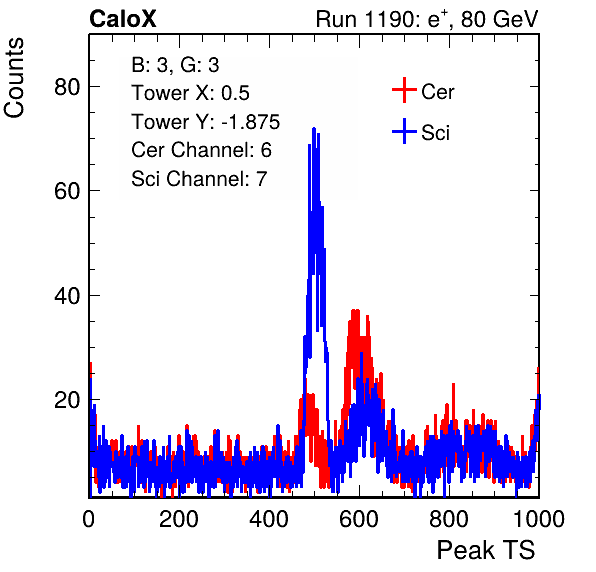 CaloX Run 1190: e+, 80 GeV
B: 3, G: 3
Tower X: 0.5
Tower Y: -1.875
Cer Channel: 6
Sci Channel: 7
Cer
Sci
Counts
80
60
40
20
0 200 400 600 800 1000
Peak TS